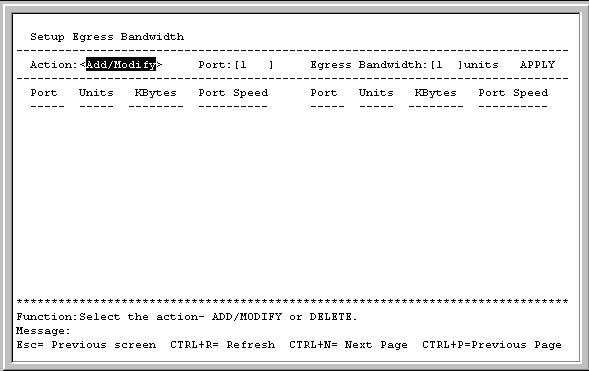 Setup Egress Bandwidth
--------------------------------------------------------------------------------
Action:<Add/Modify>     Port:[1   ]     Egress Bandwidth:[1  ]units   APPLY
--------------------------------------------------------------------------------
Port   Units   KBytes   Port Speed      Port   Units   KBytes   Port Speed
-----  -----  -------  ----------      -----  -----  --------  ----------
********************************************************************************
Function:Select the action- ADD/MODIFY or DELETE.
Message:
Esc= Previous screen  CTRL+R= Refresh  CTRL+N= Next Page  CTRL+P=Previous Page